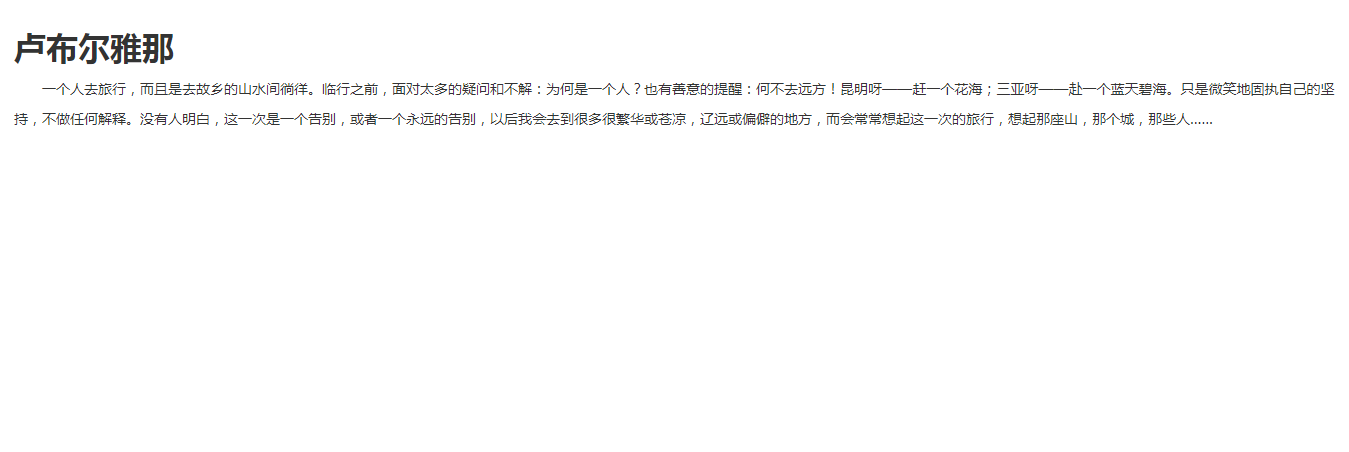 卢布尔雅那
一个人去旅行，而且是去故乡的山水间徜徉。临行之前，面对太多的疑问和不解：为何是一个人？也有善意的提醒：何不去远方！昆明呀——赶一个花海；三亚呀——赴一个蓝天碧海。只是微笑地固执自己的坚
持，不做任何解释。没有人明白，这一次是一个告别，或者一个永远的告别，以后我会去到很多很繁华或苍凉，辽远或偏僻的地方，而会常常想起这一次的旅行，想起那座山，那个城，那些人……